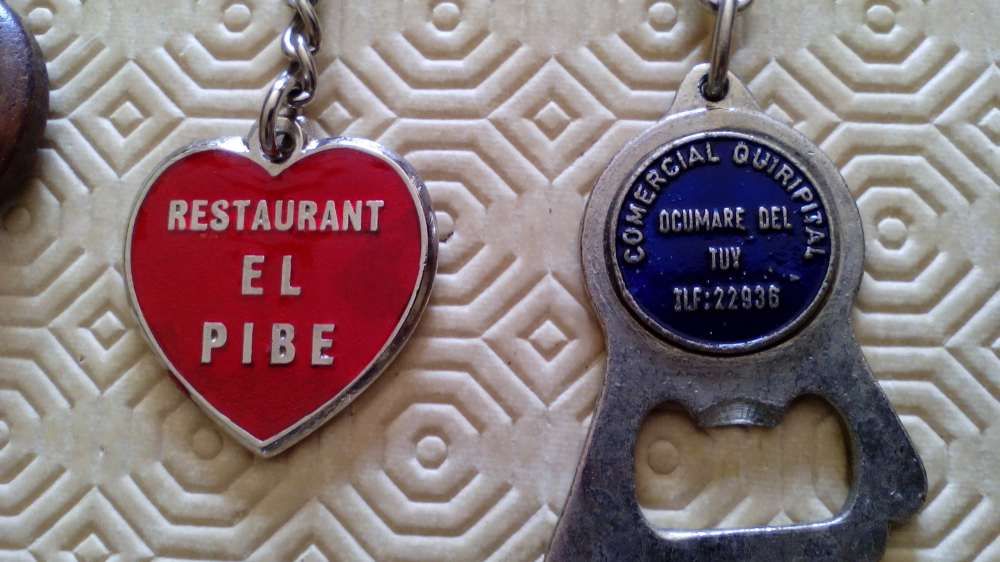 RESTAURANT
EL
PIBE
COMERCIAL QUIRIPITAL
OCUMARE DEL
TUY
TLF:22936